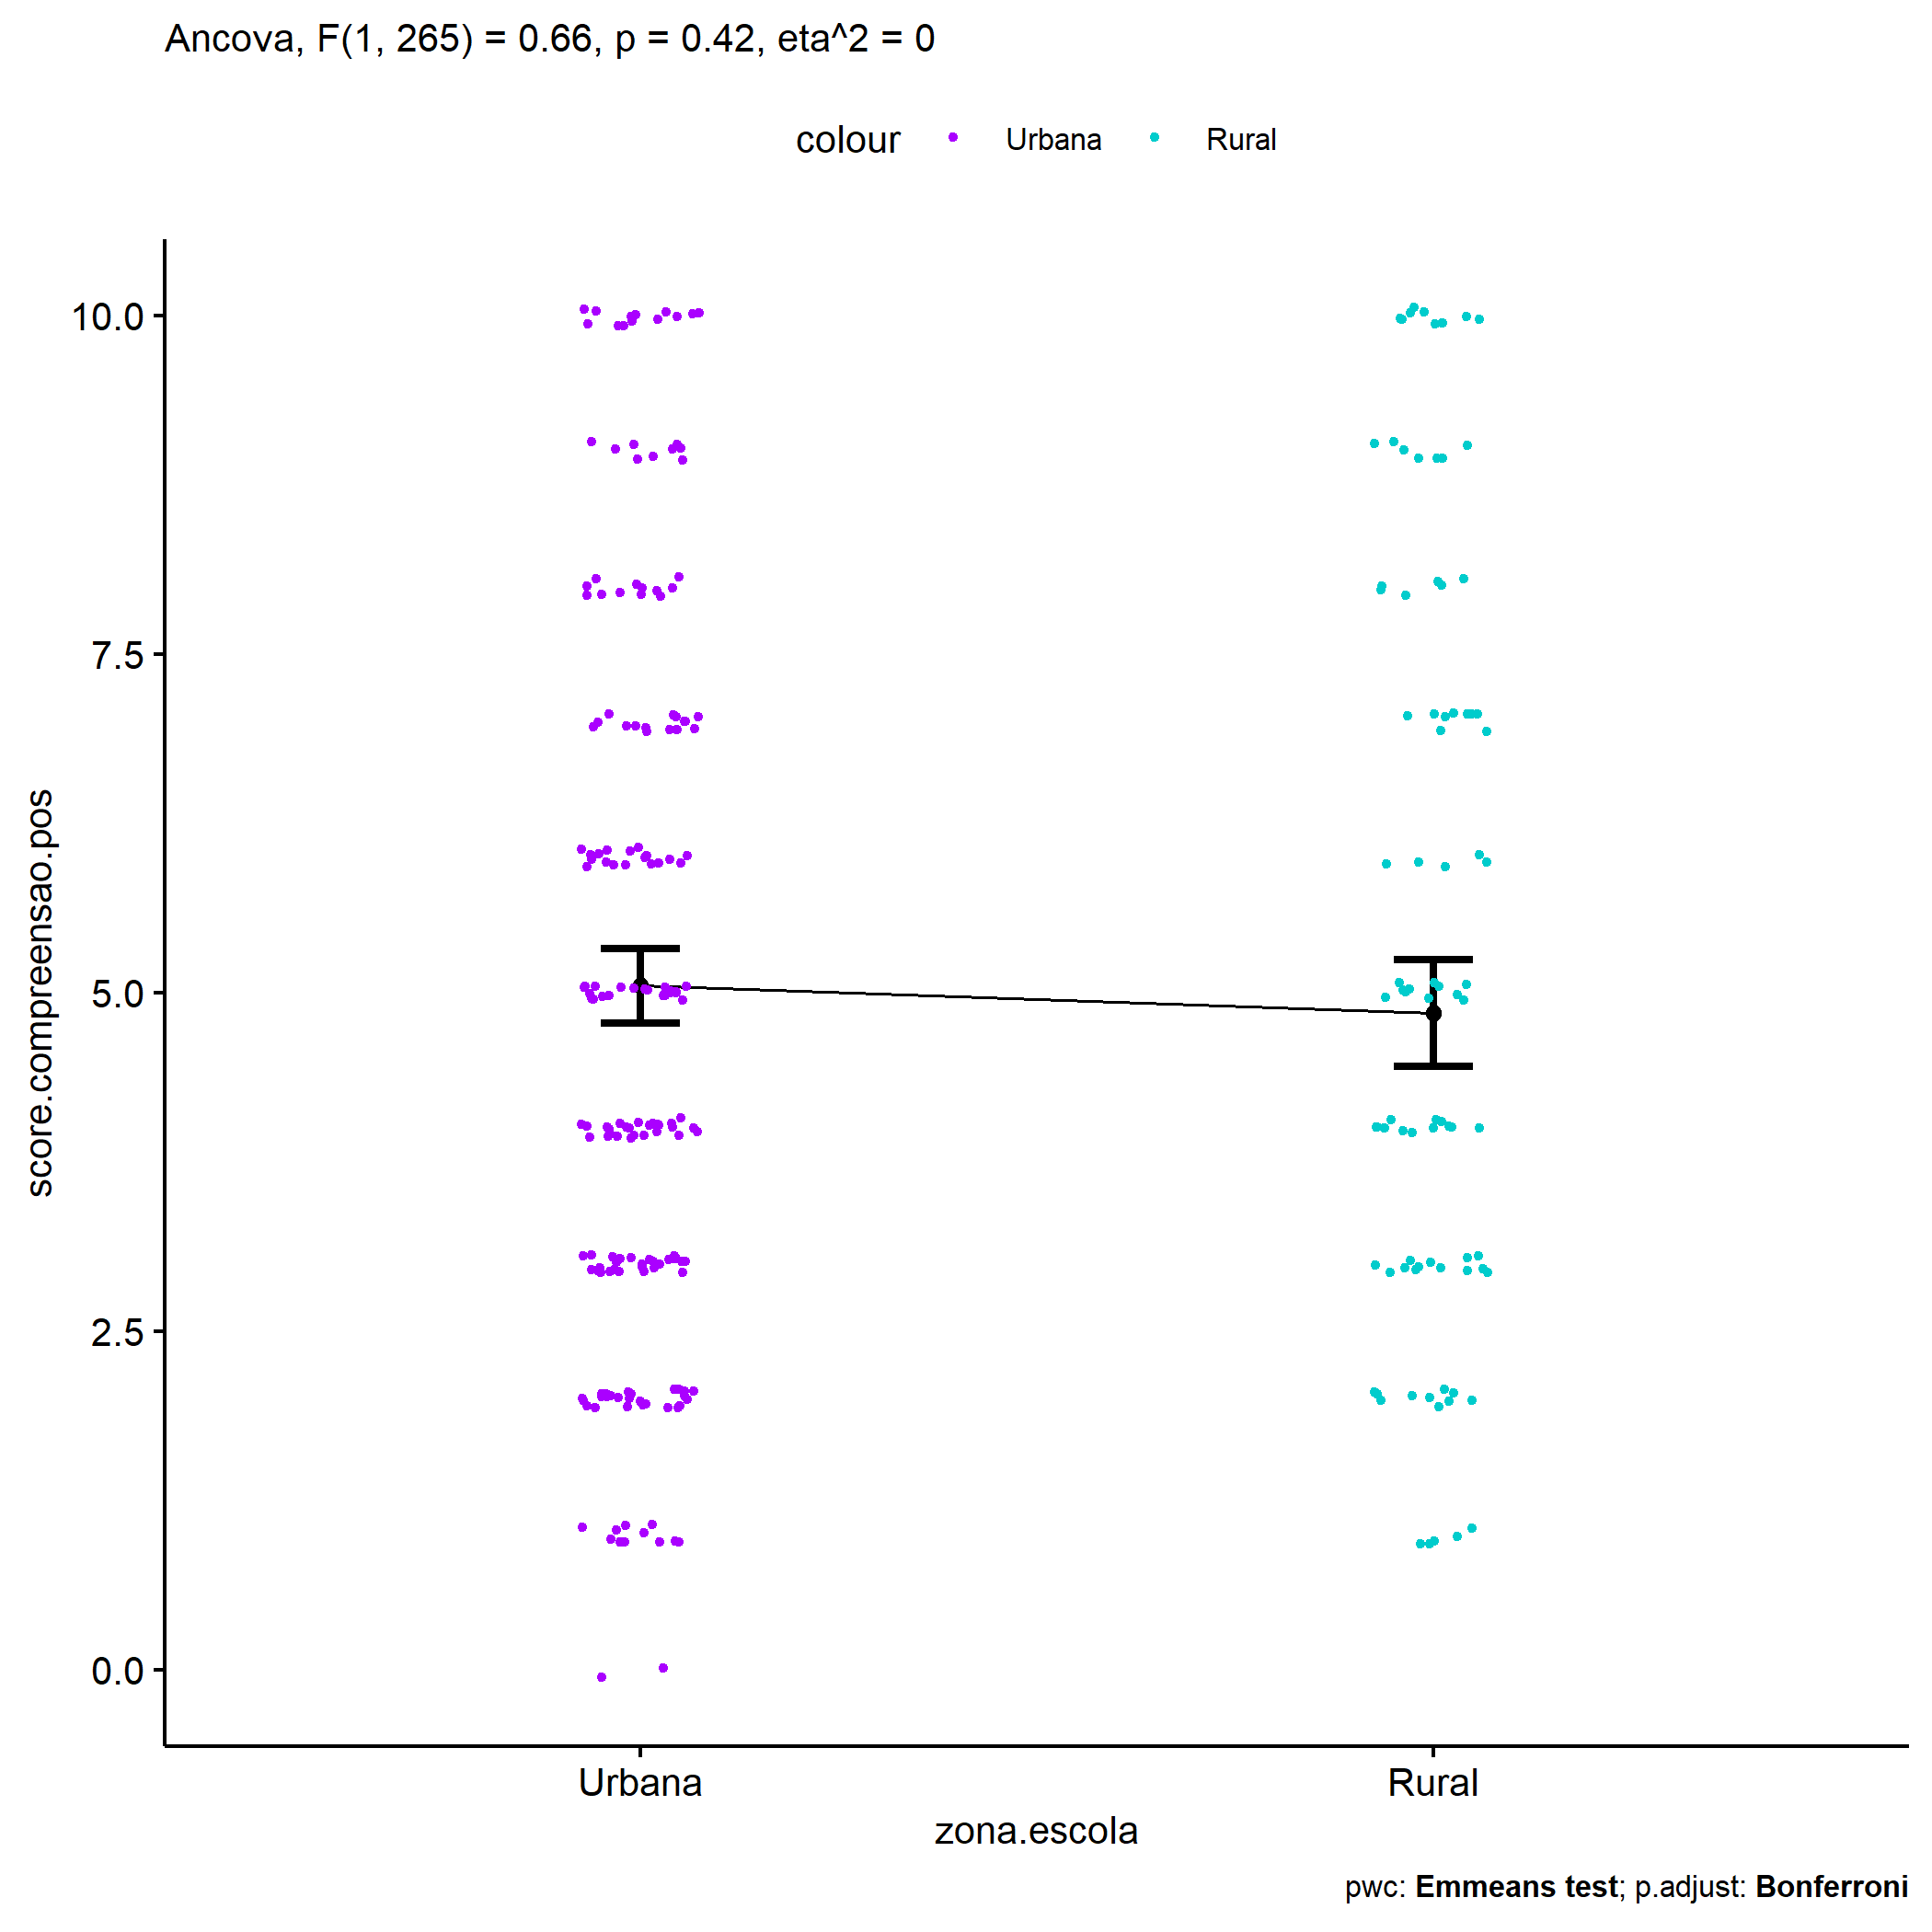 Ancova, F(1, 265) = 0.66, p = 0.42, eta^2 = 0
colour Urbana Rural
10.0
7.5
5.0
2.5
0.0
score.compreensao.pos
Urbana Rural
zona.escola
pwc: Emmeans test; p.adjust: Bonferroni